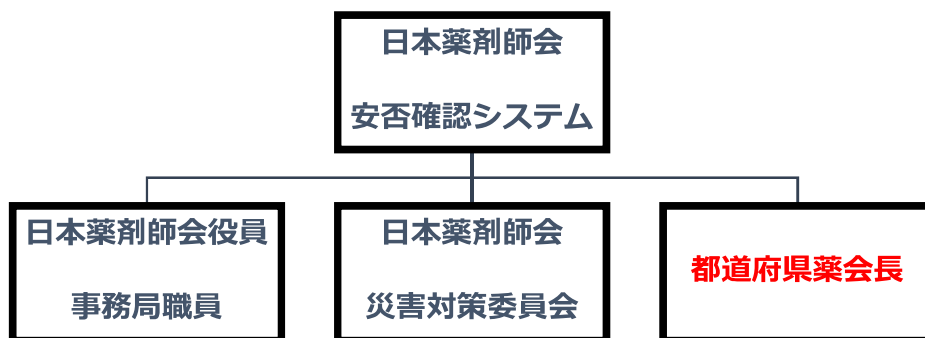 日本薬剤師会
安否確認システム
日本薬剤師会役員
事務局職員
日本薬剤師会
災害対策委員会
都道府県薬会長